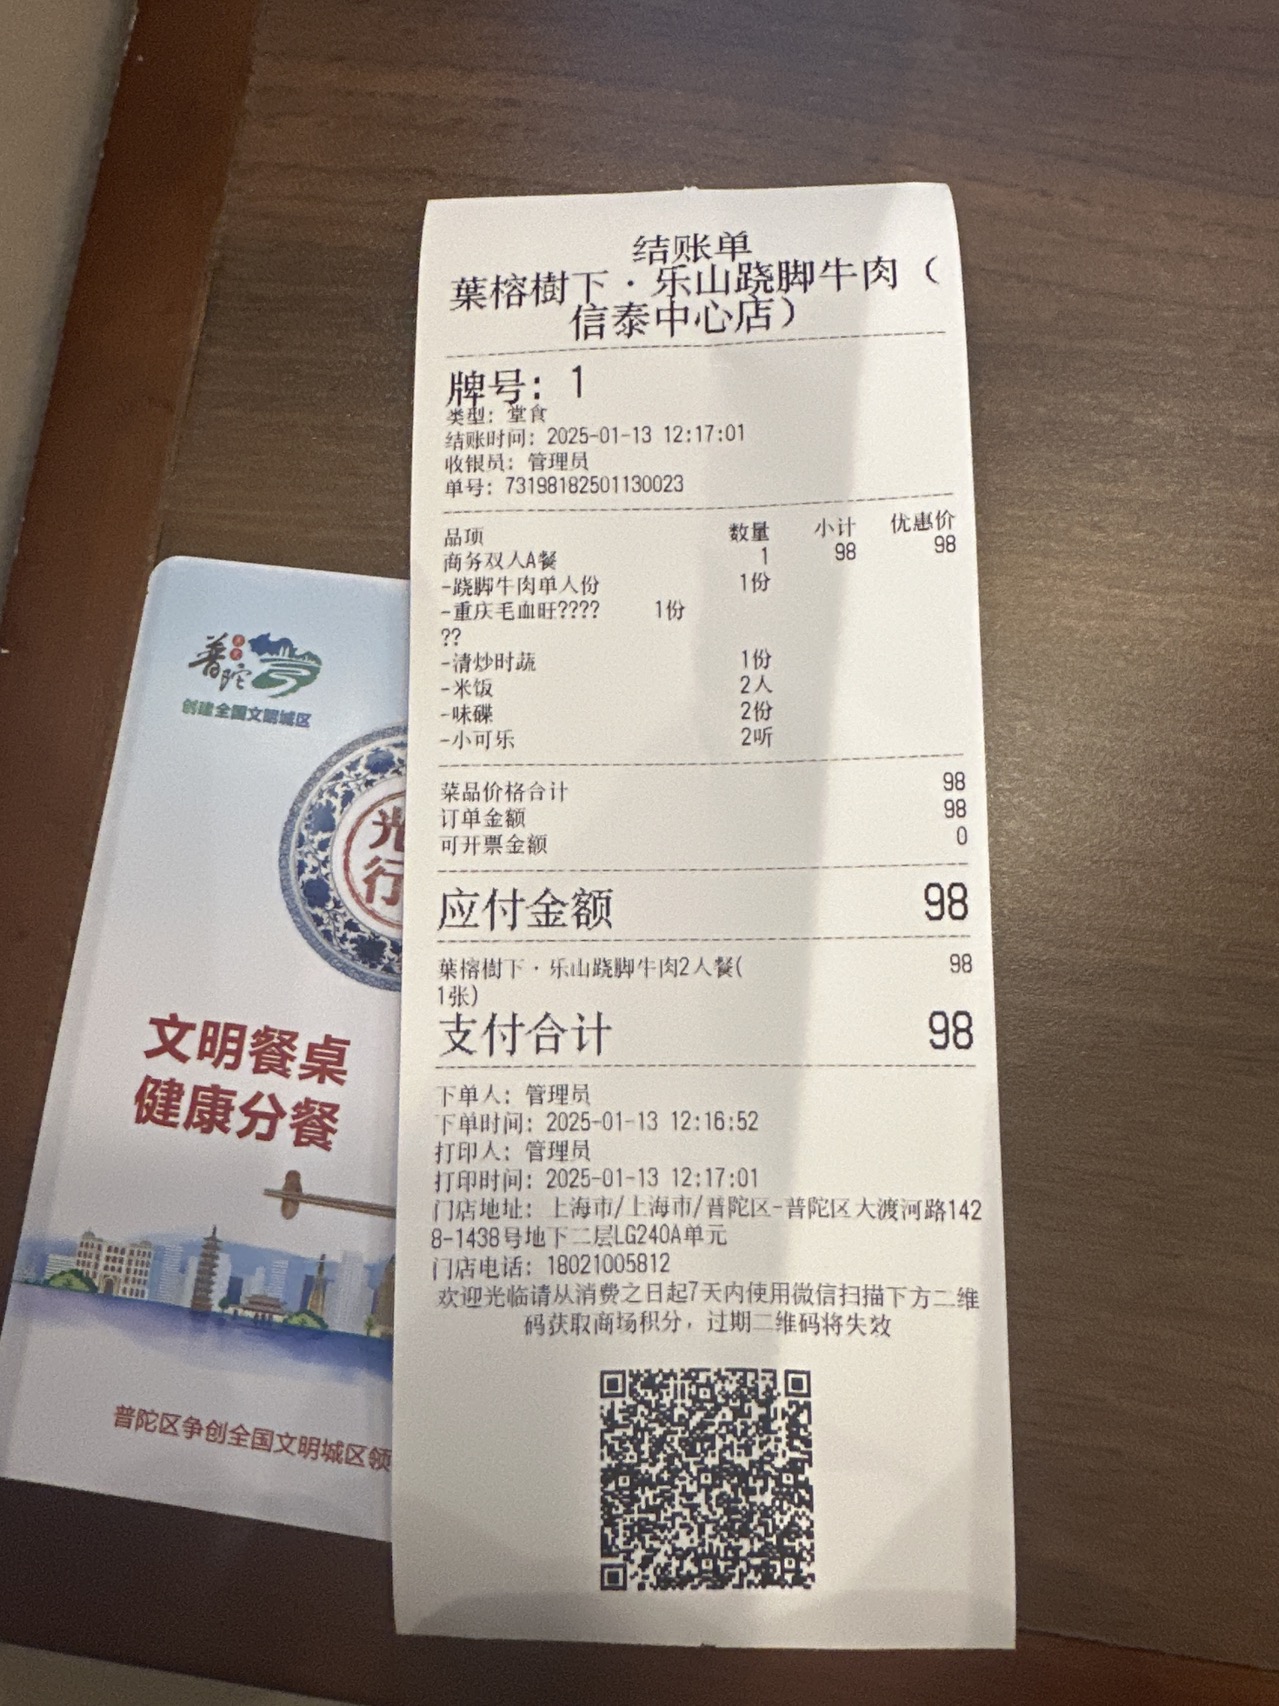 结账单
葉榕樹下·乐山跷脚牛肉（
信泰中心店）
牌号：1
类型：堂食
结账时间：2025-01-13 12:17:01
收银员：管理员
单号：73198182501130023
品项 数量 小计 优惠价
商务双人A餐 1 98 98
-跷脚牛肉单人份 1份
-重庆毛血旺???? 1份
??
-清炒时蔬 1份
-米饭 2人
-味碟 2份
-小可乐 2听
菜品价格合计 98
订单金额 98
可开票金额 0
应付金额 98
葉榕樹下·乐山跷脚牛肉2人餐(
1张) 98
支付合计 98
下单人：管理员
下单时间：2025-01-13 12:16:52
打印人：管理员
打印时间：2025-01-13 12:17:01
门店地址：上海市/上海市/普陀区-普陀区大渡河路142
8-1438号地下二层LG240A单元
门店电话：18021005812
欢迎光临请从消费之日起7天内使用微信扫描下方二维
码获取商场积分，过期二维码将失效
普陀
创建全国文明城区
光
行
文明餐桌
健康分餐
普陀区争创全国文明城区领